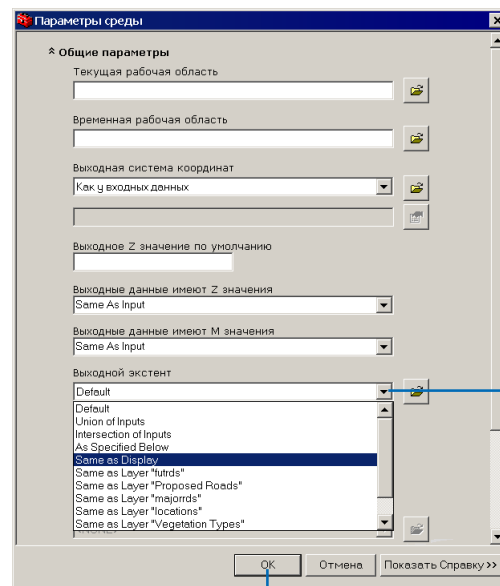 Параметры среды
Общие параметры
Текущая рабочая область
Временная рабочая область
Выходная система координат
Как у входных данных
Выходное Z значение по умолчанию
Выходные данные имеют Z значения
Same As Input
Выходные данные имеют M значения
Same As Input
Выходной экстент
Default
Default
Union of Inputs
Intersection of Inputs
As Specified Below
Same as Display
Same as Layer "futrds"
Same as Layer "Proposed Roads"
Same as Layer "majorrds"
Same as Layer "locations"
Same as Layer "Vegetation Types"
OK Отмена Показать Справку >>